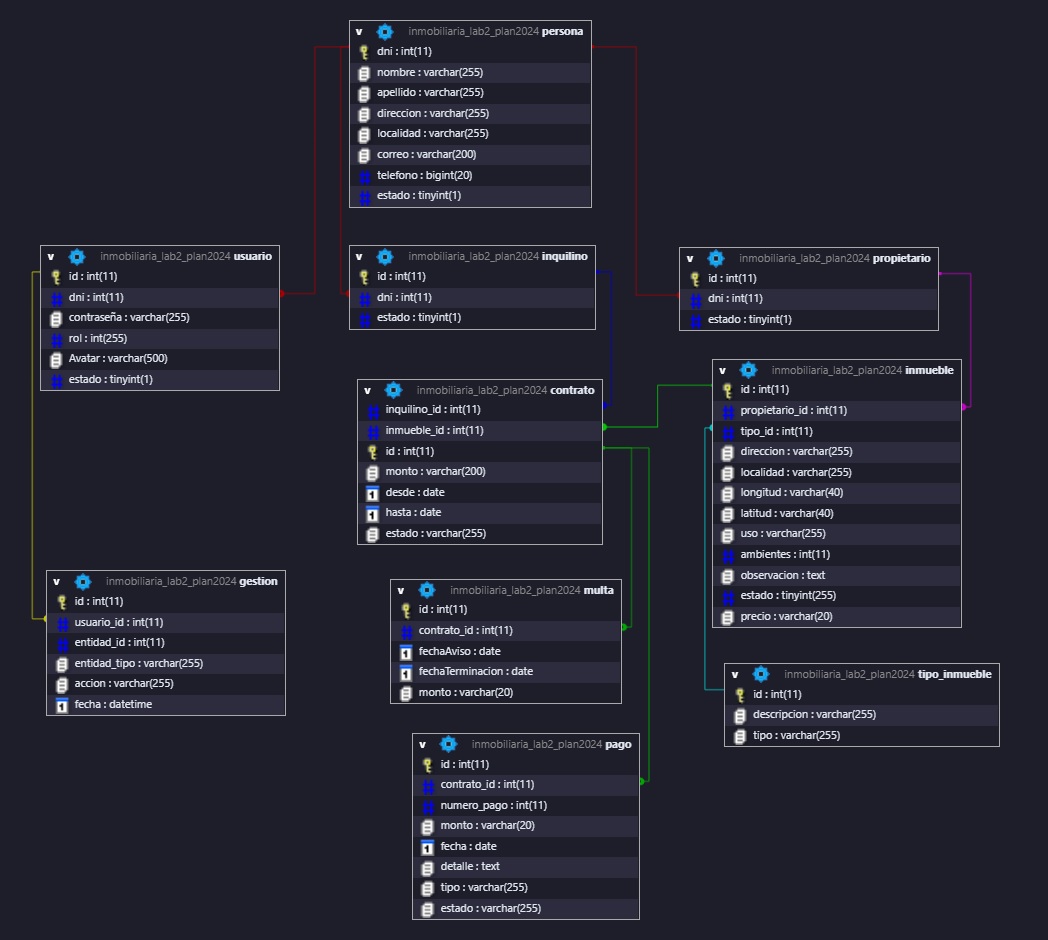 v inmobiliaria_lab2_plan2024 persona
dni : int(11)
nombre : varchar(255)
apellido : varchar(255)
direccion : varchar(255)
localidad : varchar(255)
correo : varchar(200)
# telefono : bigint(20)
# estado : tinyint(1)
v inmobiliaria_lab2_plan2024 usuario
id : int(11)
# dni : int(11)
contraseña : varchar(255)
# rol : int(255)
Avatar : varchar(500)
# estado : tinyint(1)
v inmobiliaria_lab2_plan2024 inquilino
id : int(11)
# dni : int(11)
# estado : tinyint(1)
v inmobiliaria_lab2_plan2024 propietario
id : int(11)
# dni : int(11)
# estado : tinyint(1)
v inmobiliaria_lab2_plan2024 contrato
# inquilino_id : int(11)
# inmueble_id : int(11)
id : int(11)
monto : varchar(200)
1 desde : date
1 hasta : date
estado : varchar(255)
v inmobiliaria_lab2_plan2024 inmueble
id : int(11)
# propietario_id : int(11)
# tipo_id : int(11)
direccion : varchar(255)
localidad : varchar(255)
longitud : varchar(40)
latitud : varchar(40)
uso : varchar(255)
# ambientes : int(11)
observacion : text
# estado : tinyint(255)
precio : varchar(20)
v inmobiliaria_lab2_plan2024 gestion
id : int(11)
# usuario_id : int(11)
# entidad_id : int(11)
entidad_tipo : varchar(255)
accion : varchar(255)
1 fecha : datetime
v inmobiliaria_lab2_plan2024 multa
id : int(11)
# contrato_id : int(11)
1 fechaAviso : date
1 fechaTerminacion : date
monto : varchar(20)
v inmobiliaria_lab2_plan2024 tipo_inmueble
id : int(11)
descripcion : varchar(255)
tipo : varchar(255)
v inmobiliaria_lab2_plan2024 pago
id : int(11)
# contrato_id : int(11)
# numero_pago : int(11)
monto : varchar(20)
1 fecha : date
detalle : text
tipo : varchar(255)
estado : varchar(255)